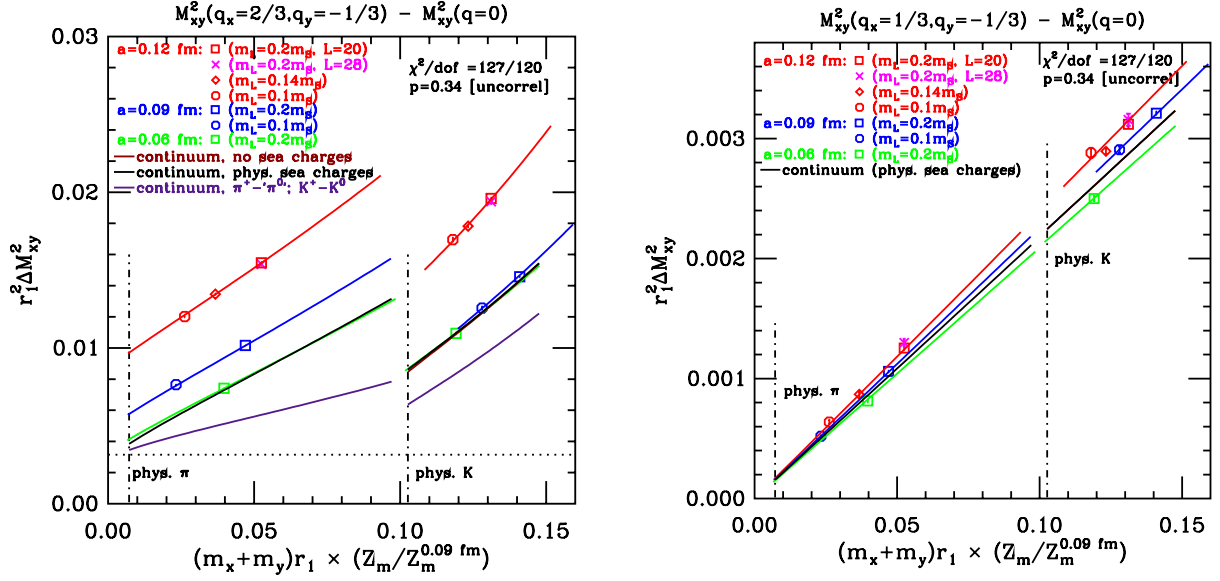 M²xy(qx=2/3,qy=−1/3) − M²xy(q=0)
0.03
a=0.12 fm: (mL=0.2mS, L=20)
(mL=0.2mS, L=28)
(mL=0.14mS)
(mL=0.1mS)
a=0.09 fm: (mL=0.2mS)
(mL=0.1mS)
a=0.06 fm: (mL=0.2mS)
continuum, no sea charges
continuum, phys. sea charges
continuum, π⁺−"π⁰"; K⁺−K⁰
χ²/dof =127/120
p=0.34 [uncorrel]
0.02
r₁²ΔM²xy
0.01
phys. π
phys. K
0.00
0.00 0.05 0.10 0.15
(mx+my)r₁ × (Zm/Zm^0.09 fm)
M²xy(qx=1/3,qy=−1/3) − M²xy(q=0)
a=0.12 fm: (mL=0.2mS, L=20)
(mL=0.2mS, L=28)
(mL=0.14mS)
(mL=0.1mS)
a=0.09 fm: (mL=0.2mS)
(mL=0.1mS)
a=0.06 fm: (mL=0.2mS)
continuum (phys. sea charges)
χ²/dof =127/120
p=0.34 [uncorrel]
0.003
r₁²ΔM²xy
0.002
phys. K
0.001
phys. π
0.000
0.00 0.05 0.10 0.15
(mx+my)r₁ × (Zm/Zm^0.09 fm)